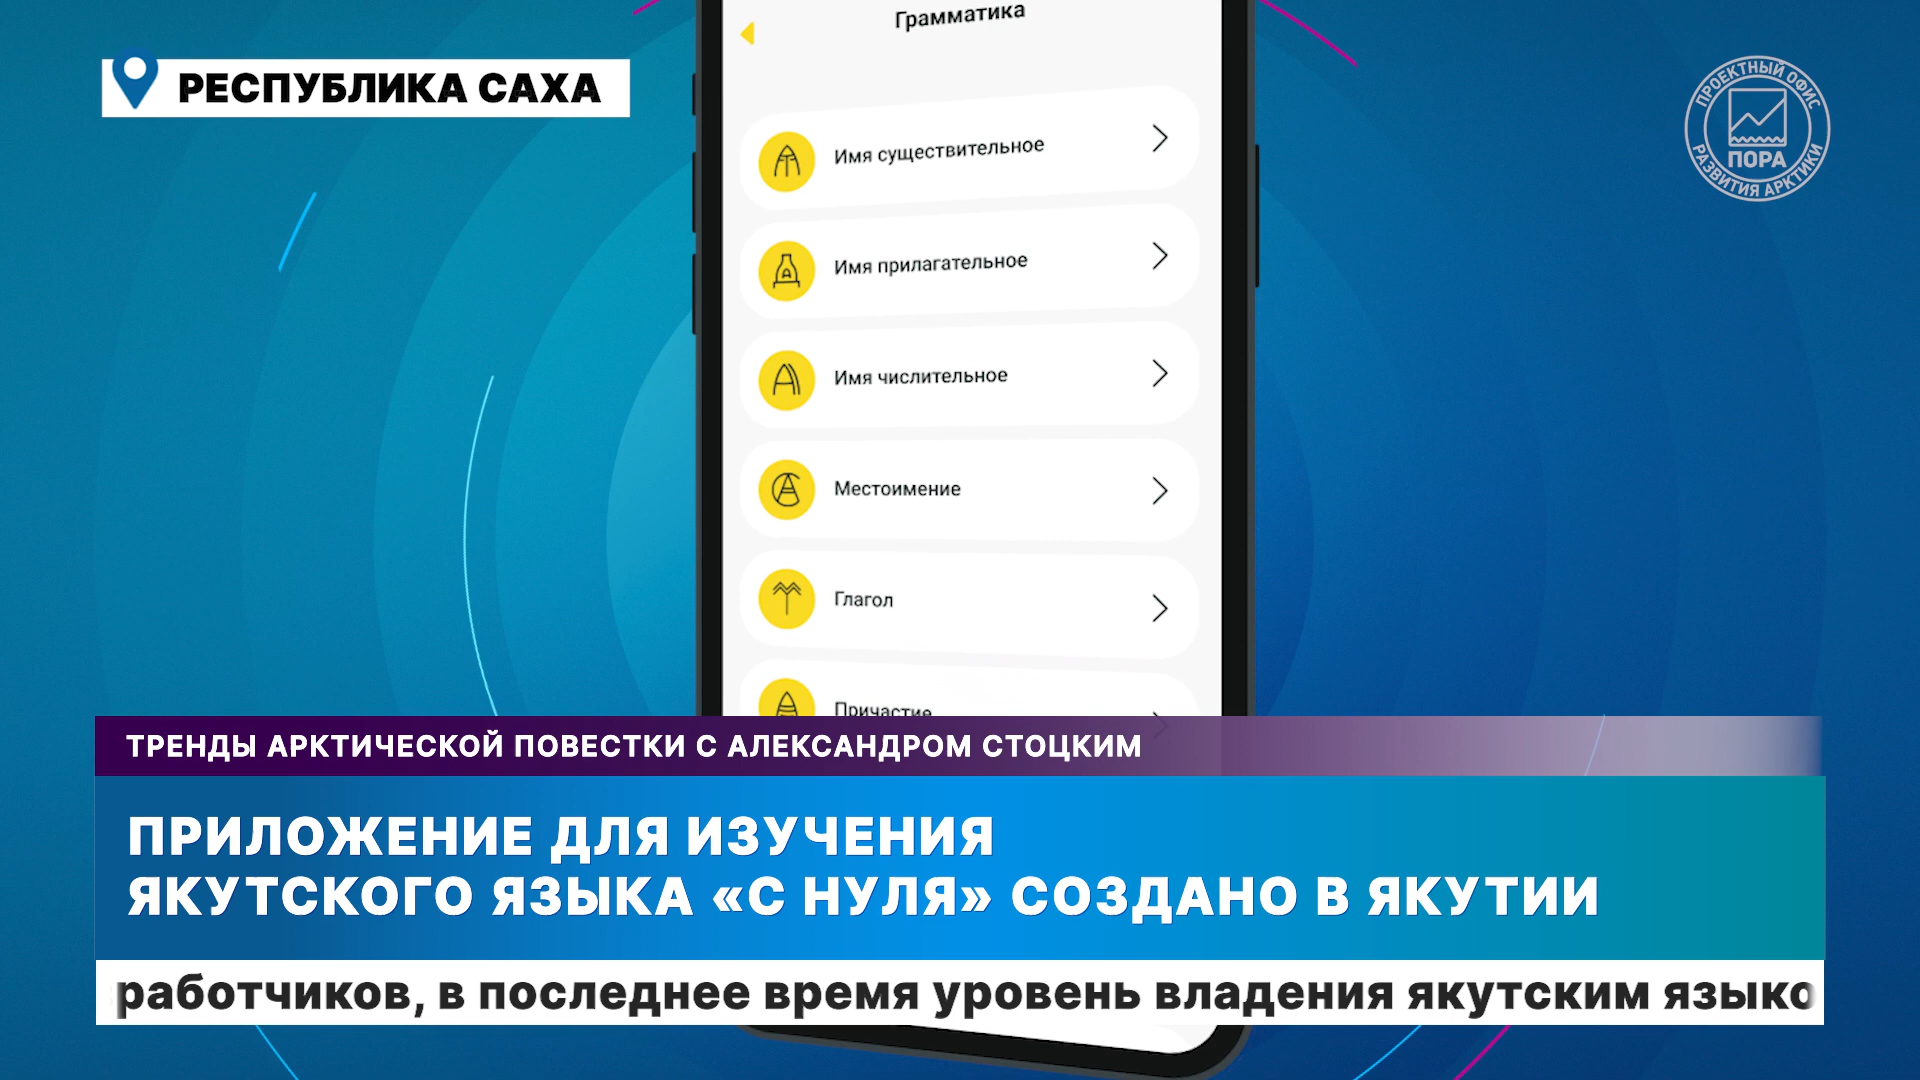 Грамматика
РЕСПУБЛИКА САХА
ПРОЕКТНЫЙ ОФИС
ПОРА
РАЗВИТИЯ АРКТИКИ
Имя существительное
Имя прилагательное
Имя числительное
Местоимение
Глагол
Причастие
ТРЕНДЫ АРКТИЧЕСКОЙ ПОВЕСТКИ С АЛЕКСАНДРОМ СТОЦКИМ
ПРИЛОЖЕНИЕ ДЛЯ ИЗУЧЕНИЯ
ЯКУТСКОГО ЯЗЫКА «С НУЛЯ» СОЗДАНО В ЯКУТИИ
работчиков, в последнее время уровень владения якутским языко